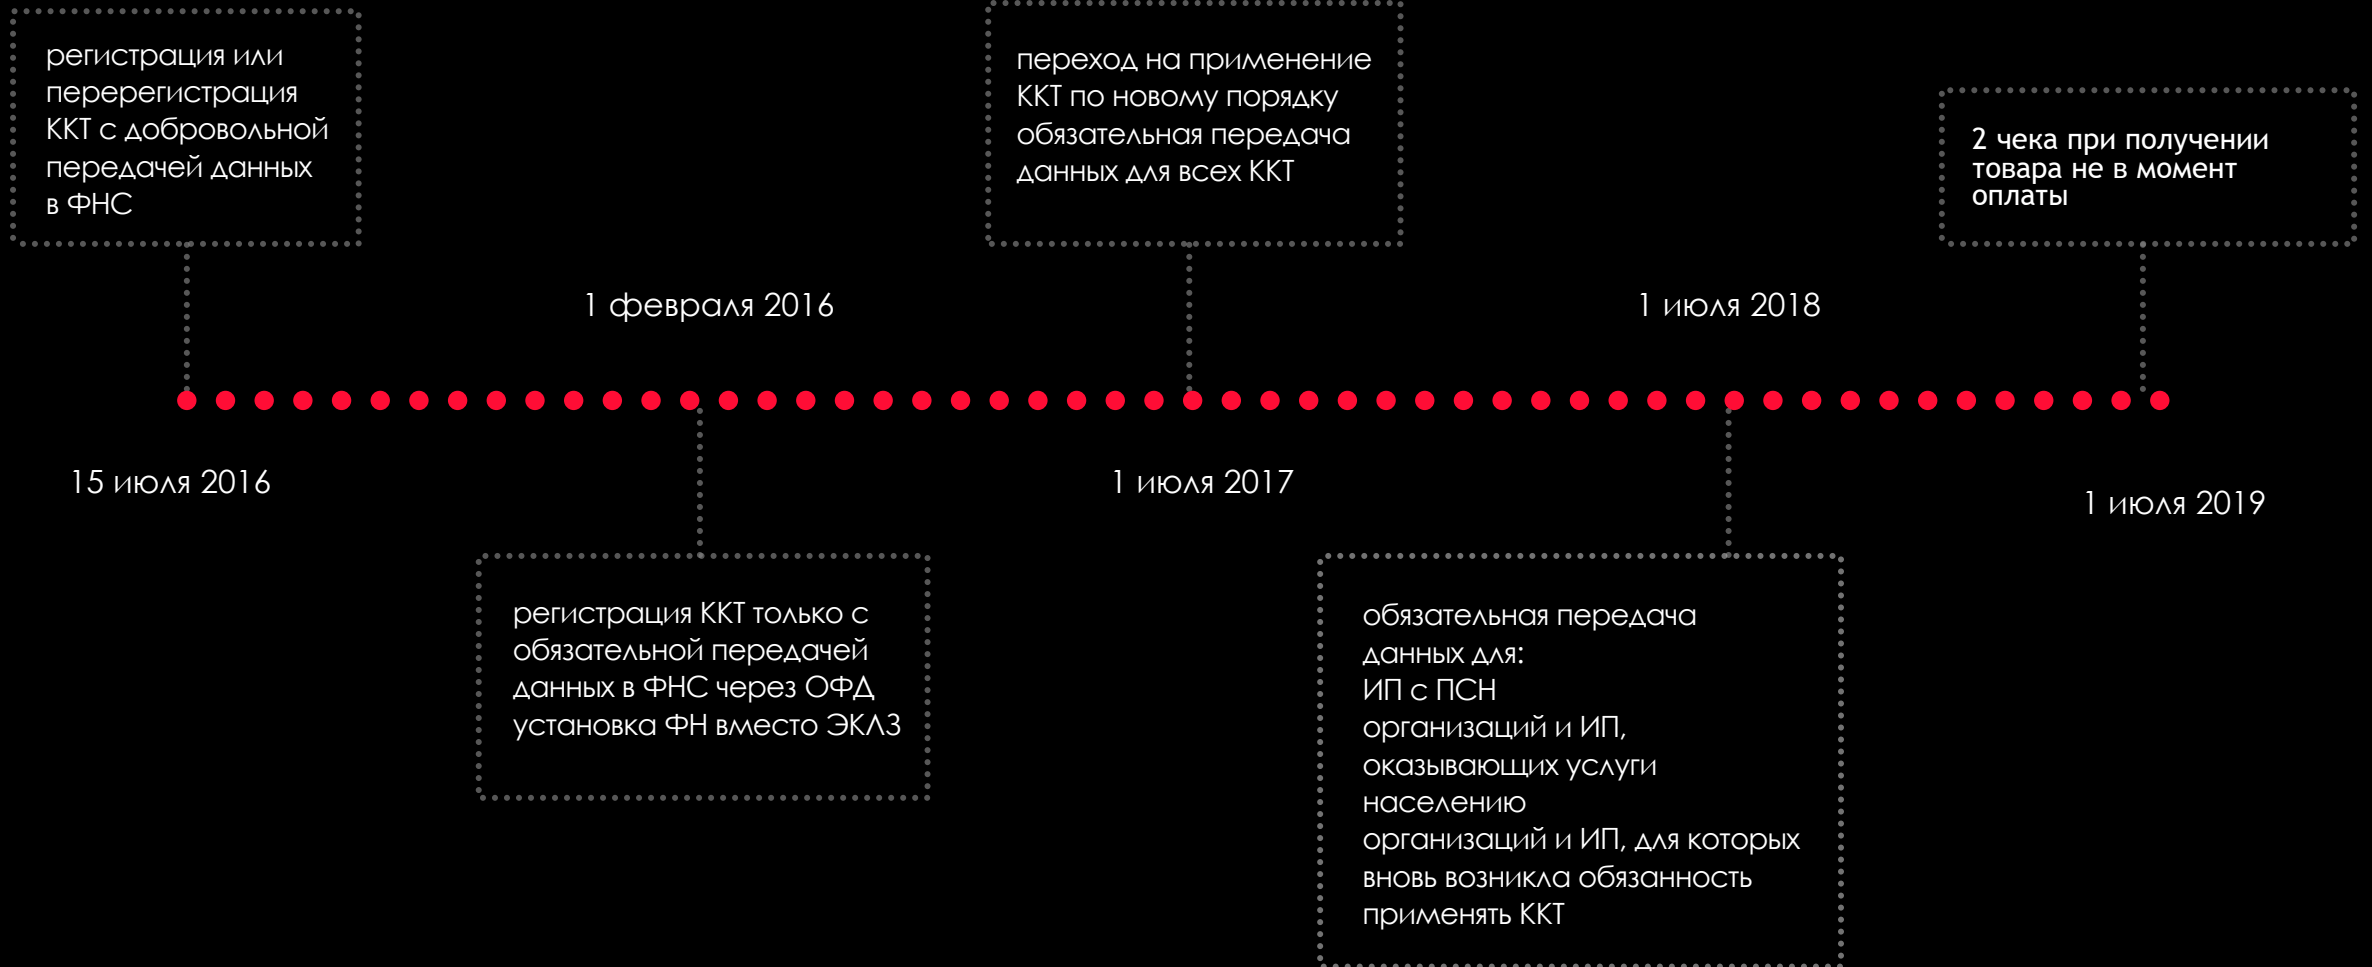 регистрация или
перерегистрация
ККТ с добровольной
передачей данных
в ФНС
15 июля 2016
1 февраля 2016
регистрация ККТ только с
обязательной передачей
данных в ФНС через ОФД
установка ФН вместо ЭКЛЗ
переход на применение
ККТ по новому порядку
обязательная передача
данных для всех ККТ
1 июля 2017
1 июля 2018
обязательная передача
данных для:
ИП с ПСН
организаций и ИП,
оказывающих услуги
населению
организаций и ИП, для которых
вновь возникла обязанность
применять ККТ
2 чека при получении
товара не в момент
оплаты
1 июля 2019